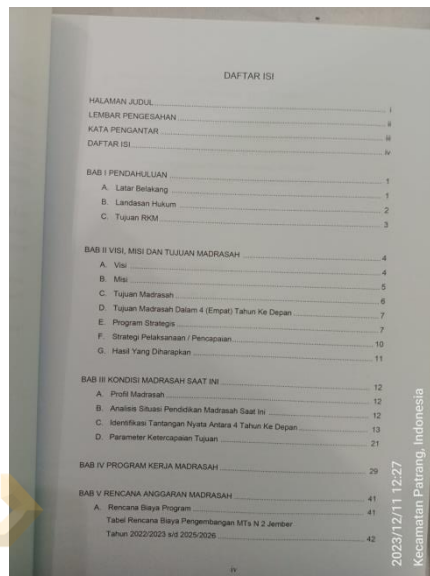 DAFTAR ISI
HALAMAN JUDUL i
LEMBAR PENGESAHAN ii
KATA PENGANTAR iii
DAFTAR ISI iv
BAB I PENDAHULUAN 1
A. Latar Belakang 1
B. Landasan Hukum 2
C. Tujuan RKM 3
BAB II VISI, MISI DAN TUJUAN MADRASAH 4
A. Visi 4
B. Misi 5
C. Tujuan Madrasah 6
D. Tujuan Madrasah Dalam 4 (Empat) Tahun Ke Depan 7
E. Program Strategis 7
F. Strategi Pelaksanaan / Pencapaian 10
G. Hasil Yang Diharapkan 11
BAB III KONDISI MADRASAH SAAT INI 12
A. Profil Madrasah 12
B. Analisis Situasi Pendidikan Madrasah Saat Ini 12
C. Identifikasi Tantangan Nyata Antara 4 Tahun Ke Depan 13
D. Parameter Ketercapaian Tujuan 21
BAB IV PROGRAM KERJA MADRASAH 29
BAB V RENCANA ANGGARAN MADRASAH 41
A. Rencana Biaya Program 41
Tabel Rencana Biaya Pengembangan MTs N 2 Jember
Tahun 2022/2023 s/d 2025/2026 42
iv
2023/12/11 12:27
Kecamatan Patrang, Indonesia